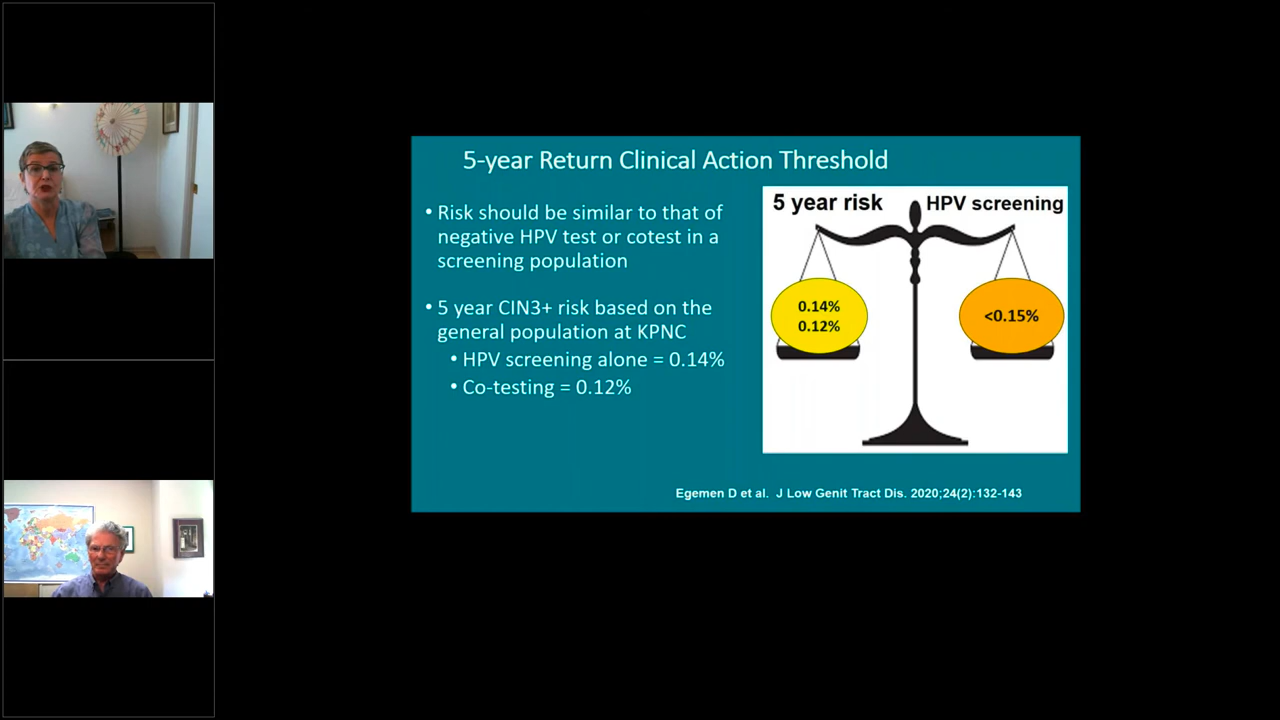 5-year Return Clinical Action Threshold
• Risk should be similar to that of
negative HPV test or cotest in a
screening population
• 5 year CIN3+ risk based on the
general population at KPNC
• HPV screening alone = 0.14%
• Co-testing = 0.12%
5 year risk
HPV screening
0.14%
0.12%
<0.15%
Egemen D et al. J Low Genit Tract Dis. 2020;24(2):132-143